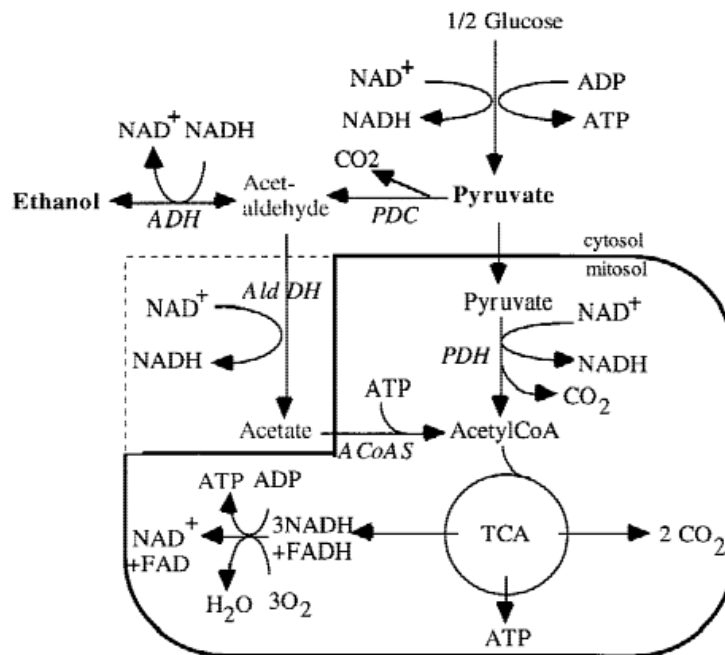 1/2 Glucose
NAD+ ADP
NADH ATP
NAD+ NADH
CO2
Ethanol
Acet-
aldehyde
Pyruvate
ADH
PDC
cytosol
mitosol
Ald DH
NAD+
NADH
Pyruvate
NAD+
PDH
NADH
CO2
ATP
Acetate
ACoAS
AcetylCoA
ATP ADP
NAD+
+FAD
3NADH
+FADH
H2O 3O2
TCA
2 CO2
ATP